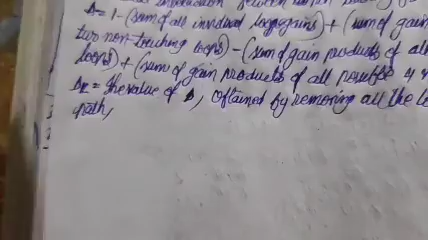 Δ = 1 - (sum of all individual loop gains) + (sum of gain
two non-touching loops) - (sum of gain products of all
loops) + (sum of gain products of all possible 4
Δk = the value of Δ, obtained by removing all the
path,